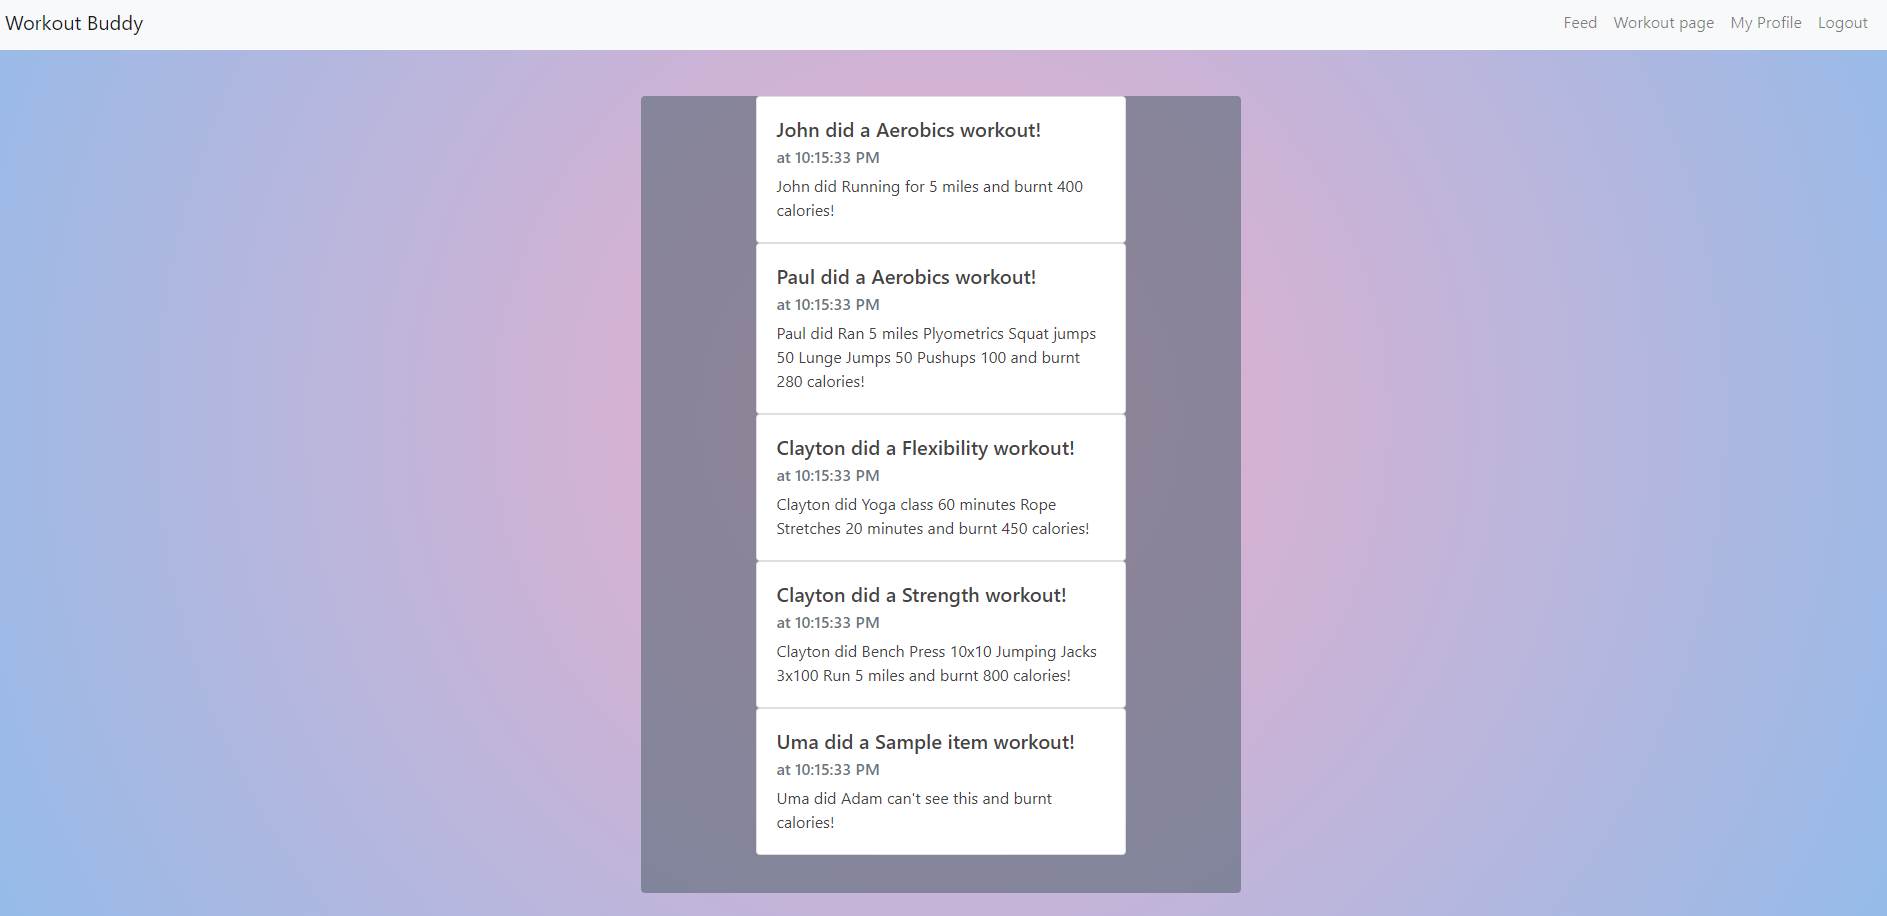 Workout Buddy
Feed Workout page My Profile Logout
John did a Aerobics workout!
at 10:15:33 PM
John did Running for 5 miles and burnt 400
calories!
Paul did a Aerobics workout!
at 10:15:33 PM
Paul did Ran 5 miles Plyometrics Squat jumps
50 Lunge Jumps 50 Pushups 100 and burnt
280 calories!
Clayton did a Flexibility workout!
at 10:15:33 PM
Clayton did Yoga class 60 minutes Rope
Stretches 20 minutes and burnt 450 calories!
Clayton did a Strength workout!
at 10:15:33 PM
Clayton did Bench Press 10x10 Jumping Jacks
3x100 Run 5 miles and burnt 800 calories!
Uma did a Sample item workout!
at 10:15:33 PM
Uma did Adam can't see this and burnt
calories!